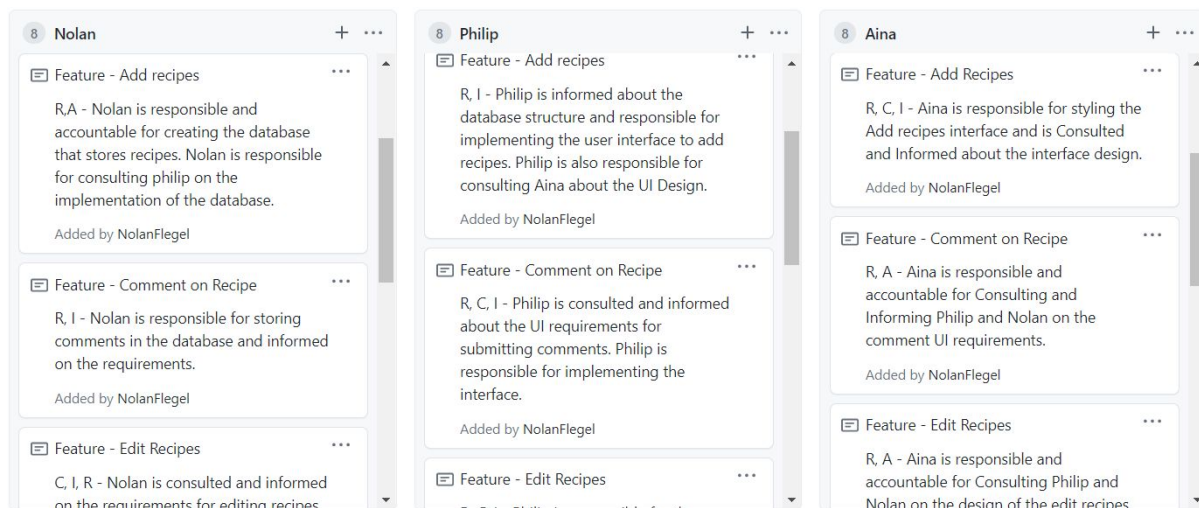 8 Nolan
Feature - Add recipes
R,A - Nolan is responsible and
accountable for creating the database
that stores recipes. Nolan is responsible
for consulting philip on the
implementation of the database.
Added by NolanFlegel
Feature - Comment on Recipe
R, I - Nolan is responsible for storing
comments in the database and informed
on the requirements.
Added by NolanFlegel
Feature - Edit Recipes
C, I, R - Nolan is consulted and informed
on the requirements for editing recipes
8 Philip
Feature - Add recipes
R, I - Philip is informed about the
database structure and responsible for
implementing the user interface to add
recipes. Philip is also responsible for
consulting Aina about the UI Design.
Added by NolanFlegel
Feature - Comment on Recipe
R, C, I - Philip is consulted and informed
about the UI requirements for
submitting comments. Philip is
responsible for implementing the
interface.
Added by NolanFlegel
Feature - Edit Recipes
8 Aina
Feature - Add Recipes
R, C, I - Aina is responsible for styling the
Add recipes interface and is Consulted
and Informed about the interface design.
Added by NolanFlegel
Feature - Comment on Recipe
R, A - Aina is responsible and
accountable for Consulting and
Informing Philip and Nolan on the
comment UI requirements.
Added by NolanFlegel
Feature - Edit Recipes
R, A - Aina is responsible and
accountable for Consulting Philip and
Nolan on the design of the edit recipes